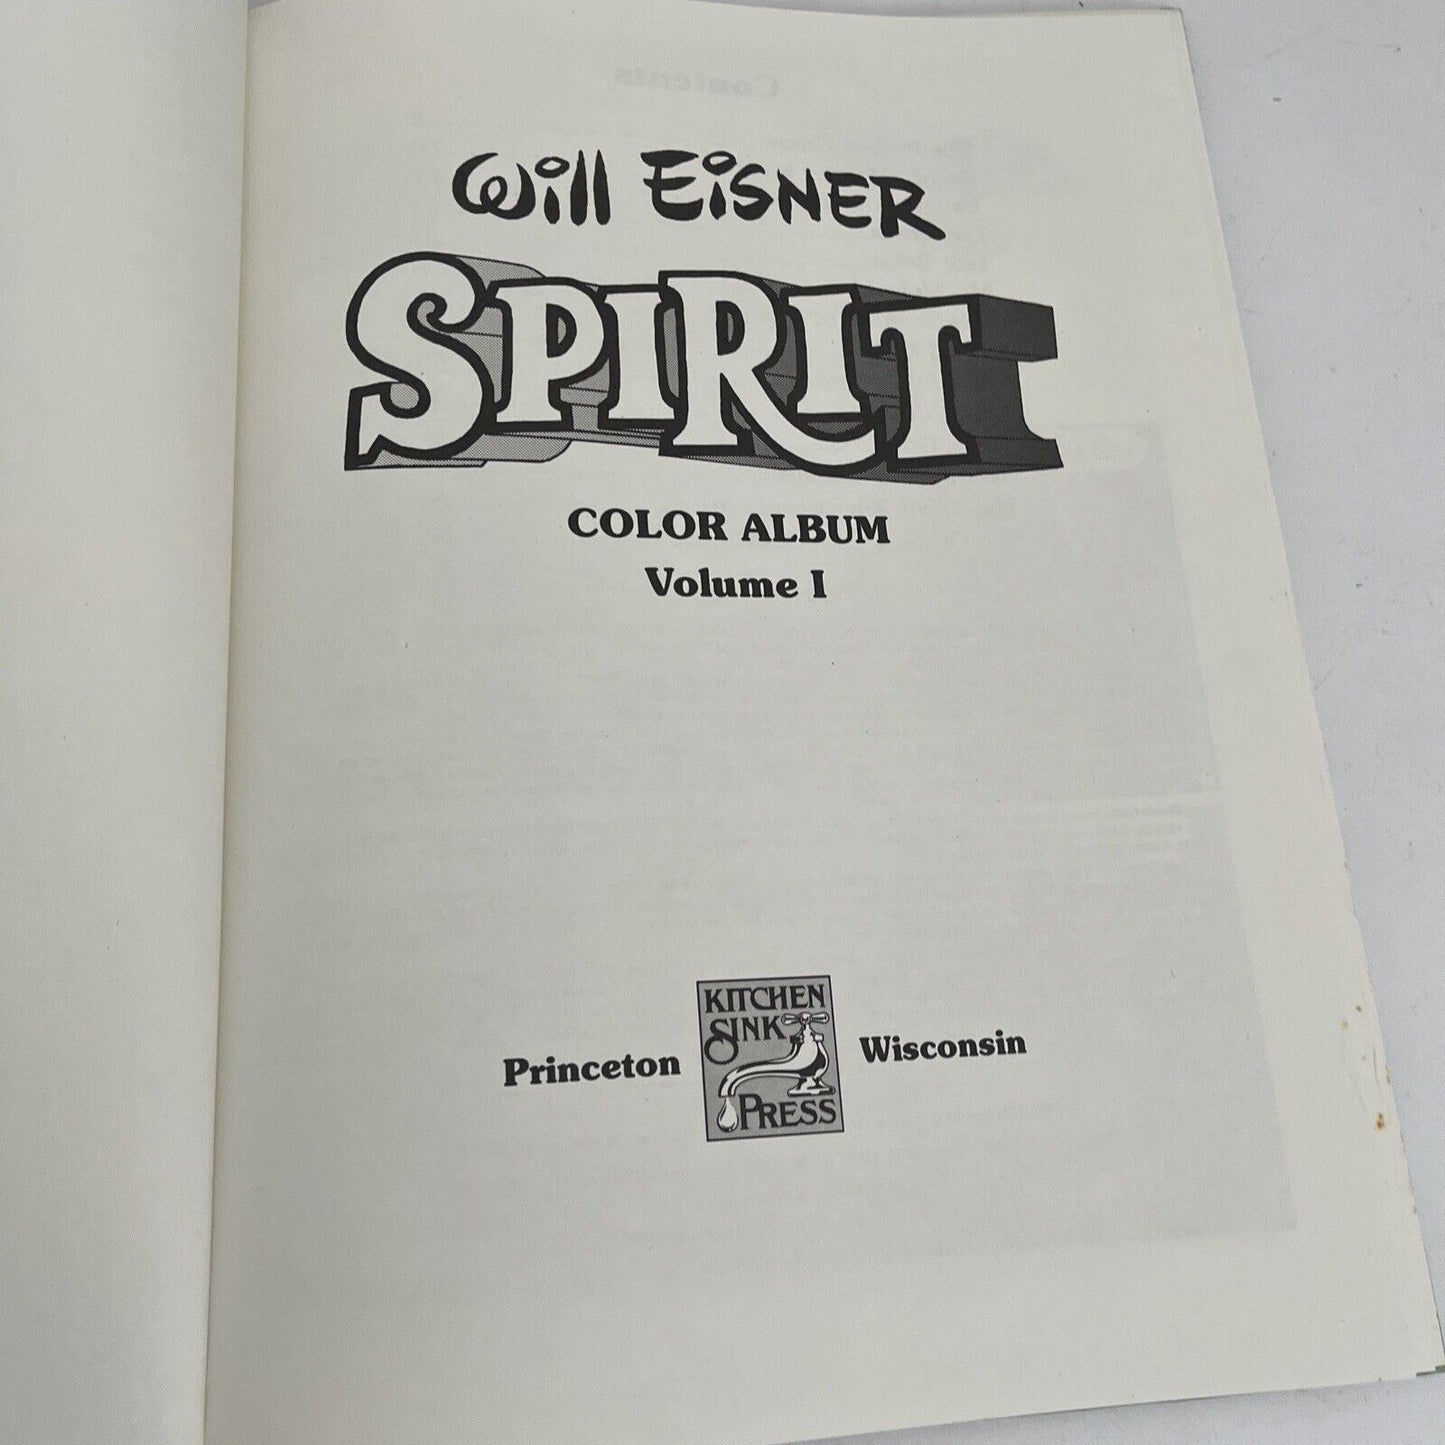 Will Eisner
SPIRIT
COLOR ALBUM
Volume I
Princeton
KITCHEN
SINK
PRESS
Wisconsin